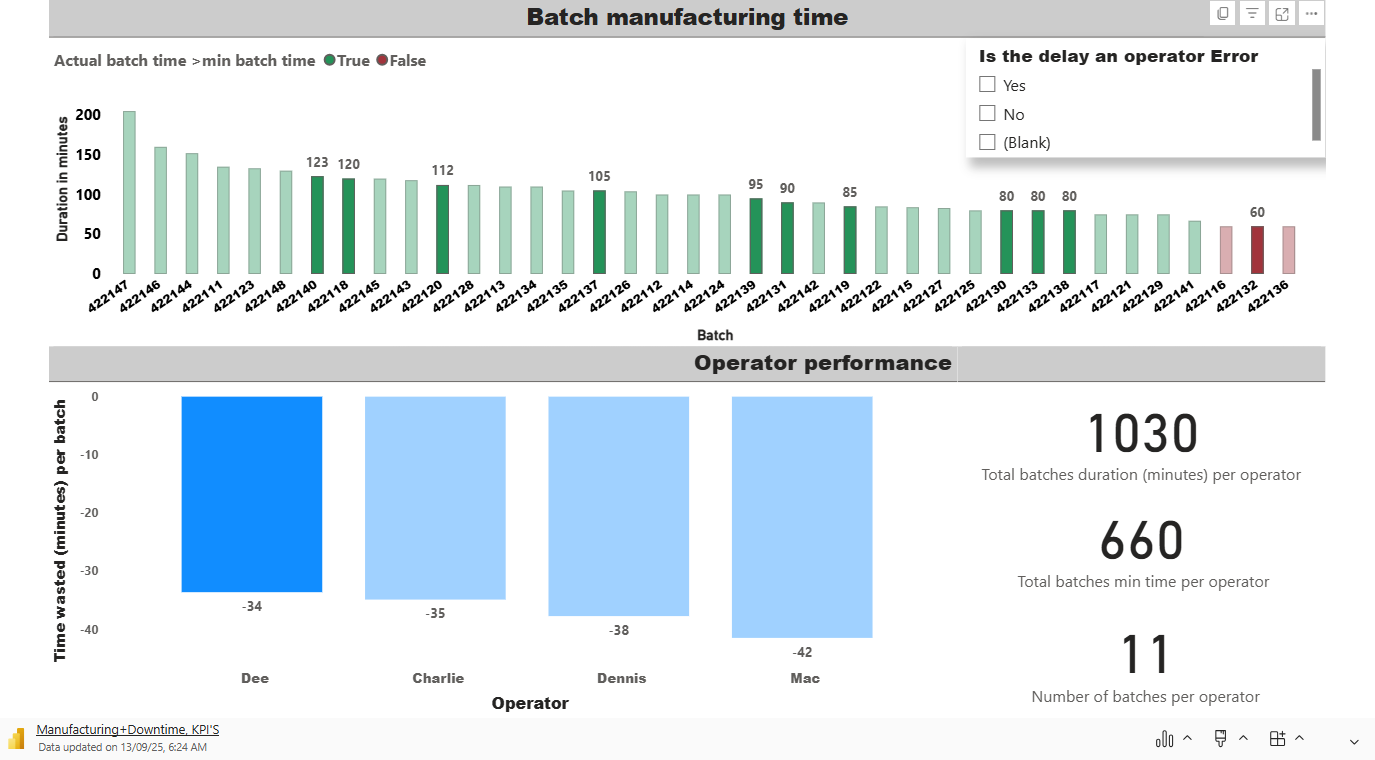 Batch manufacturing time
Actual batch time >min batch time True False
Is the delay an operator Error
Yes
No
(Blank)
Duration in minutes
200
150
100
50
0
123 120 112 105 95 90 85 80 80 80 60
422147 422146 422144 422111 422123 422148 422140 422118 422145 422143 422120 422128 422113 422134 422135 422137 422126 422112 422114 422124 422139 422131 422142 422119 422122 422115 422127 422125 422130 422133 422138 422117 422121 422129 422141 422116 422132 422136
Batch
Operator performance
Time wasted (minutes) per batch
0
-10
-20
-30
-40
-34 -35 -38 -42
Dee Charlie Dennis Mac
Operator
1030
Total batches duration (minutes) per operator
660
Total batches min time per operator
11
Number of batches per operator
Manufacturing+Downtime, KPI'S
Data updated on 13/09/25, 6:24 AM